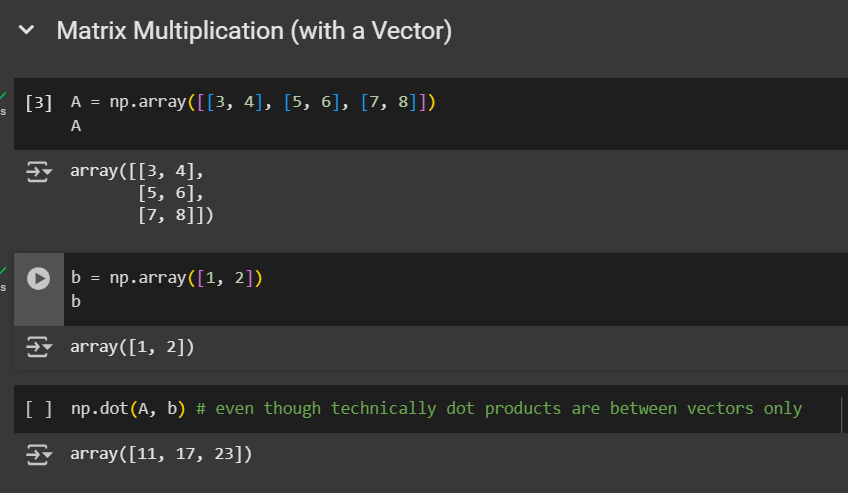 Matrix Multiplication (with a Vector)
s
[3] A = np.array([[3, 4], [5, 6], [7, 8]])
A
array([[3, 4],
[5, 6],
[7, 8]])
b = np.array([1, 2])
s
b
array([1, 2])
[ ] np.dot(A, b) # even though technically dot products are between vectors only
array([11, 17, 23])